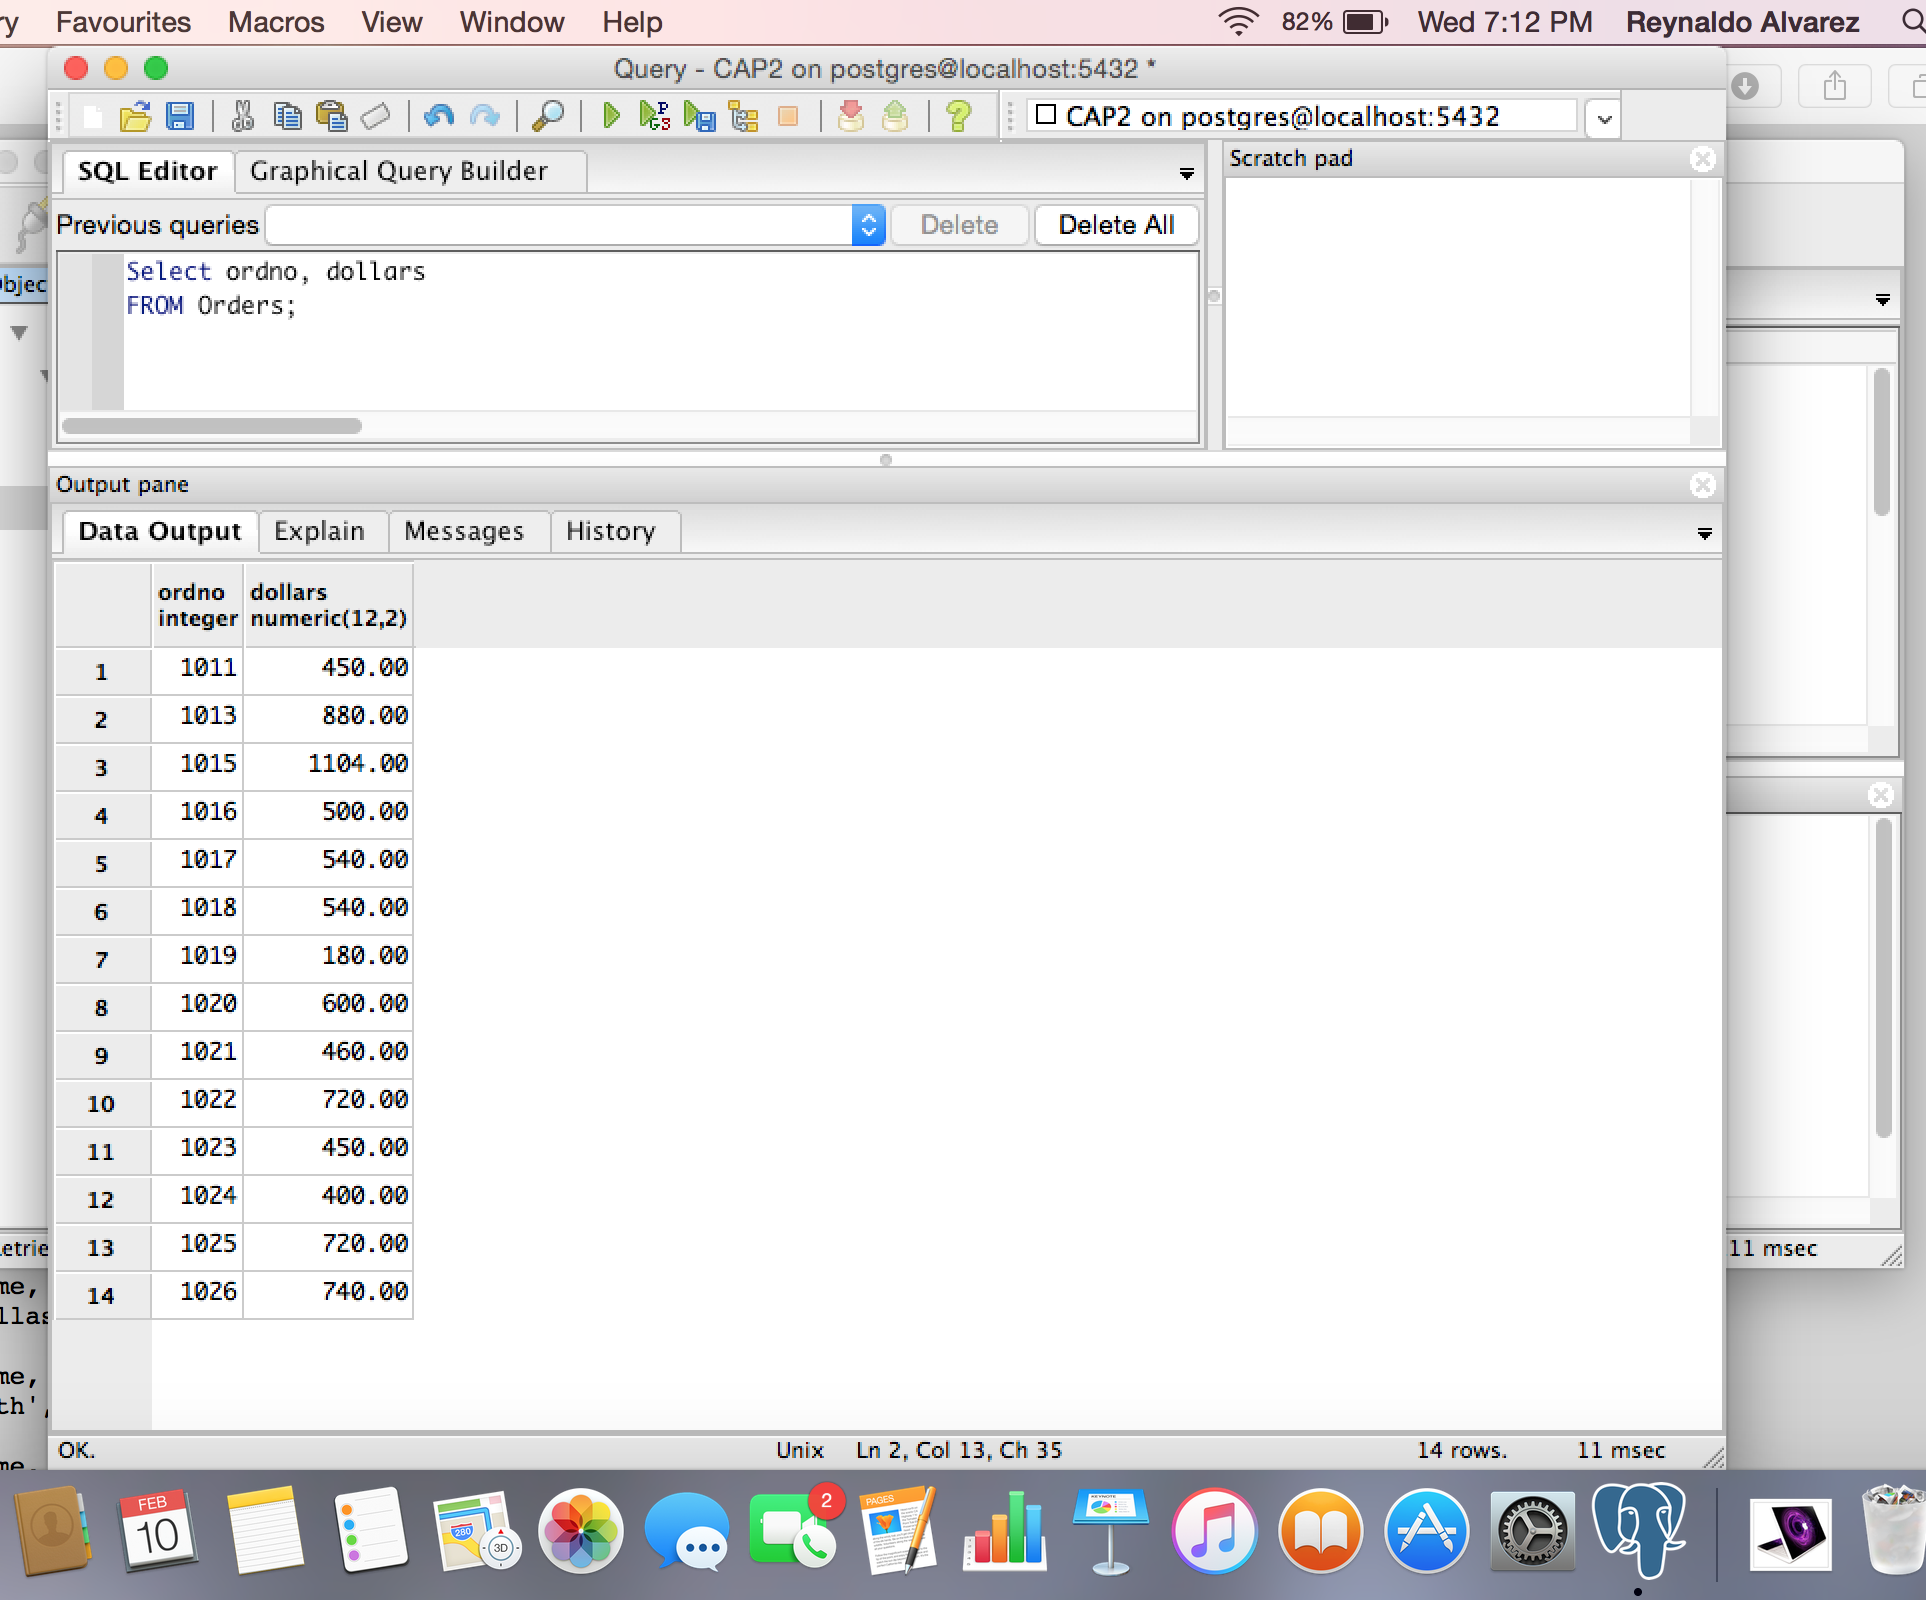 ry Favourites Macros View Window Help 82% Wed 7:12 PM Reynaldo Alvarez
Query - CAP2 on postgres@localhost:5432 *
CAP2 on postgres@localhost:5432
SQL Editor Graphical Query Builder
Scratch pad
Previous queries Delete Delete All
Select ordno, dollars
FROM Orders;
Objec
Output pane
Data Output Explain Messages History
ordno dollars
integer numeric(12,2)
1 1011 450.00
2 1013 880.00
3 1015 1104.00
4 1016 500.00
5 1017 540.00
6 1018 540.00
7 1019 180.00
8 1020 600.00
9 1021 460.00
10 1022 720.00
11 1023 450.00
12 1024 400.00
13 1025 720.00
14 1026 740.00
etrie
11 msec
me,
llas
me,
th',
me.
OK. Unix Ln 2, Col 13, Ch 35 14 rows. 11 msec
FEB
10
280
3D
2
PAGES
KEYNOTE